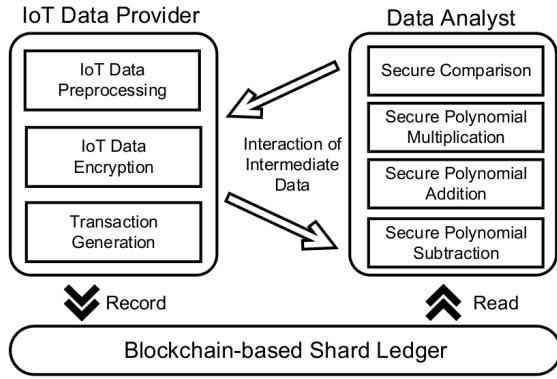 IoT Data Provider
IoT Data
Preprocessing
IoT Data
Encryption
Transaction
Generation
Interaction of
Intermediate
Data
Data Analyst
Secure Comparison
Secure Polynomial
Multiplication
Secure Polynomial
Addition
Secure Polynomial
Subtraction
Record
Read
Blockchain-based Shard Ledger